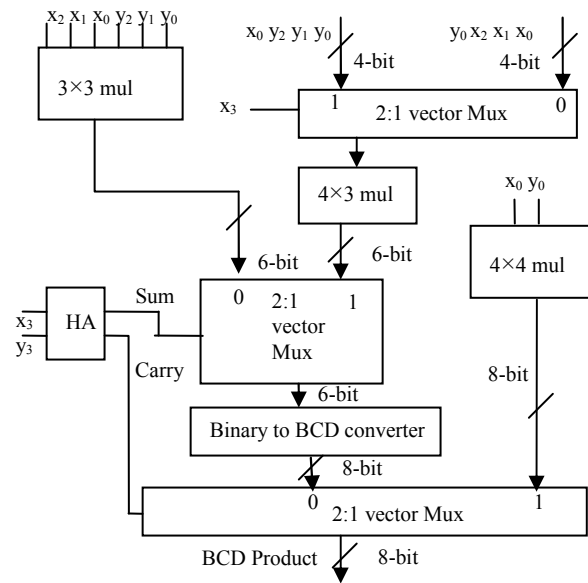 x₂ x₁ x₀ y₂ y₁ y₀
x₀ y₂ y₁ y₀
y₀ x₂ x₁ x₀
4-bit
4-bit
3×3 mul
x₃
1
0
2:1 vector Mux
4×3 mul
x₀ y₀
4×4 mul
6-bit
6-bit
0
1
2:1
vector
Mux
Sum
x₃
y₃
HA
Carry
6-bit
8-bit
Binary to BCD converter
8-bit
0
1
2:1 vector Mux
BCD Product
8-bit